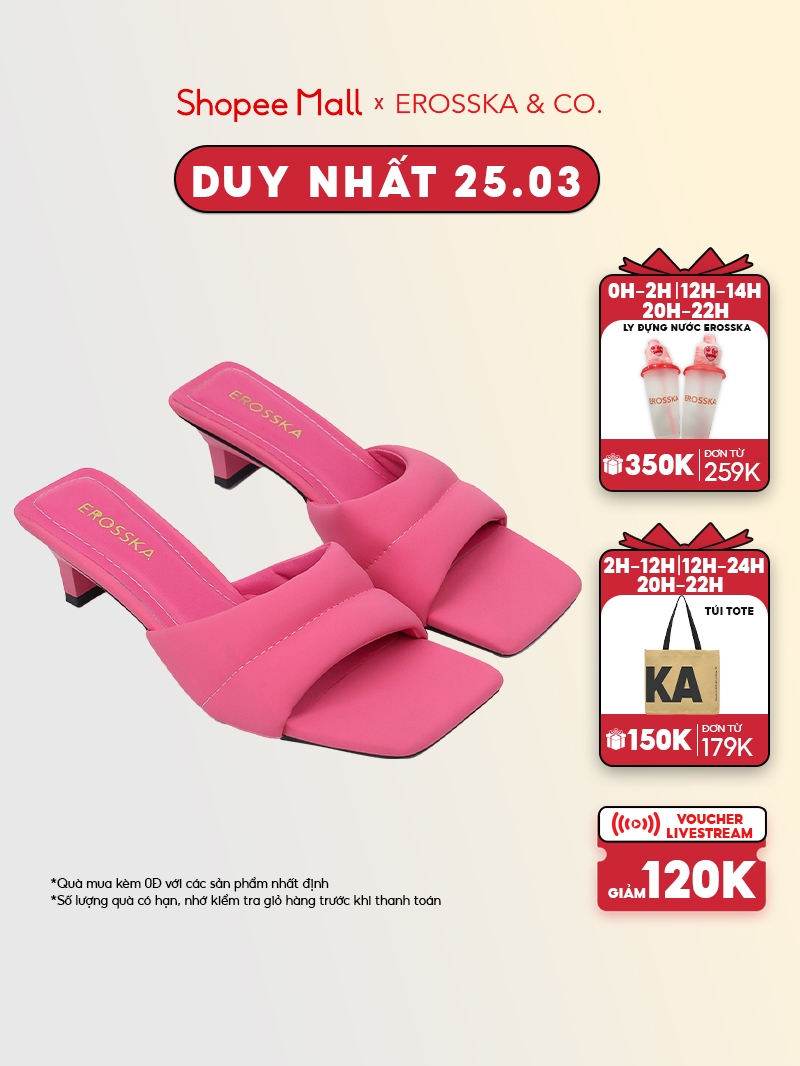 Shopee Mall x EROSSKA & CO.
DUY NHẤT 25.03
0H-2H|12H-14H
20H-22H
LY ĐỰNG NƯỚC EROSSKA
EROSSKA
EROSSKA
350K
ĐƠN TỪ
259K
EROSSKA
EROSSKA
2H-12H|12H-24H
20H-22H
TÚI TOTE
KA
150K
ĐƠN TỪ
179K
VOUCHER
LIVESTREAM
GIẢM 120K
*Quà mua kèm 0Đ với các sản phẩm nhất định
*Số lượng quà có hạn, nhớ kiểm tra giỏ hàng trước khi thanh toán